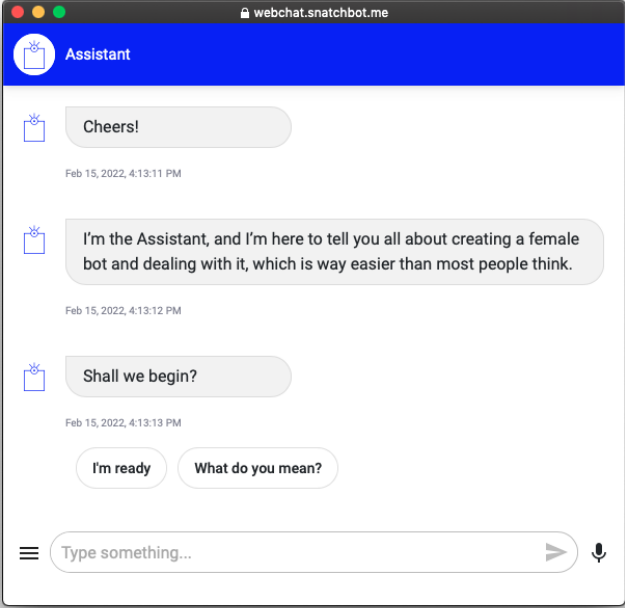 webchat.snatchbot.me
Assistant
Cheers!
Feb 15, 2022, 4:13:11 PM
I’m the Assistant, and I’m here to tell you all about creating a female
bot and dealing with it, which is way easier than most people think.
Feb 15, 2022, 4:13:12 PM
Shall we begin?
Feb 15, 2022, 4:13:13 PM
I'm ready What do you mean?
Type something...